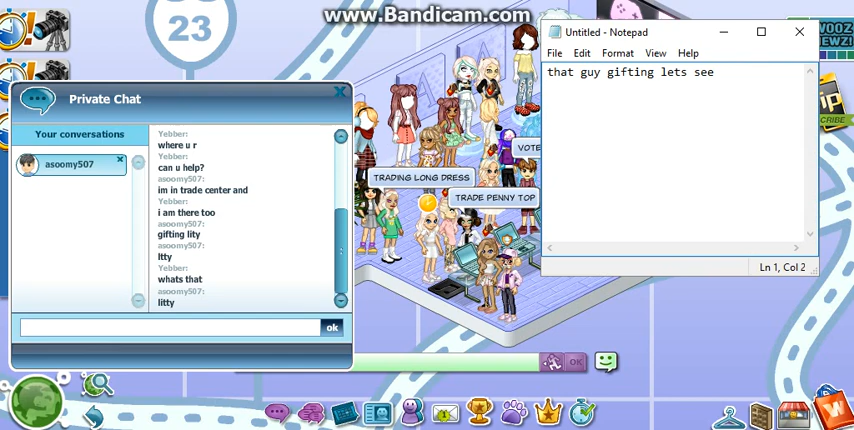 www.Bandicam.com
23
Untitled - Notepad
File Edit Format View Help
that guy gifting lets see
Ln 1, Col 2
WOOZ
Private Chat
Your conversations
asoomy507
Yebber:
where u r
Yebber:
can u help?
asoomy507:
im in trade center and
Yebber:
i am there too
asoomy507:
gifting lity
asoomy507:
ltty
Yebber:
whats that
asoomy507:
litty
ok
TRADING LONG DRESS
TRADE PENNY TOP
VOTE
OK
W